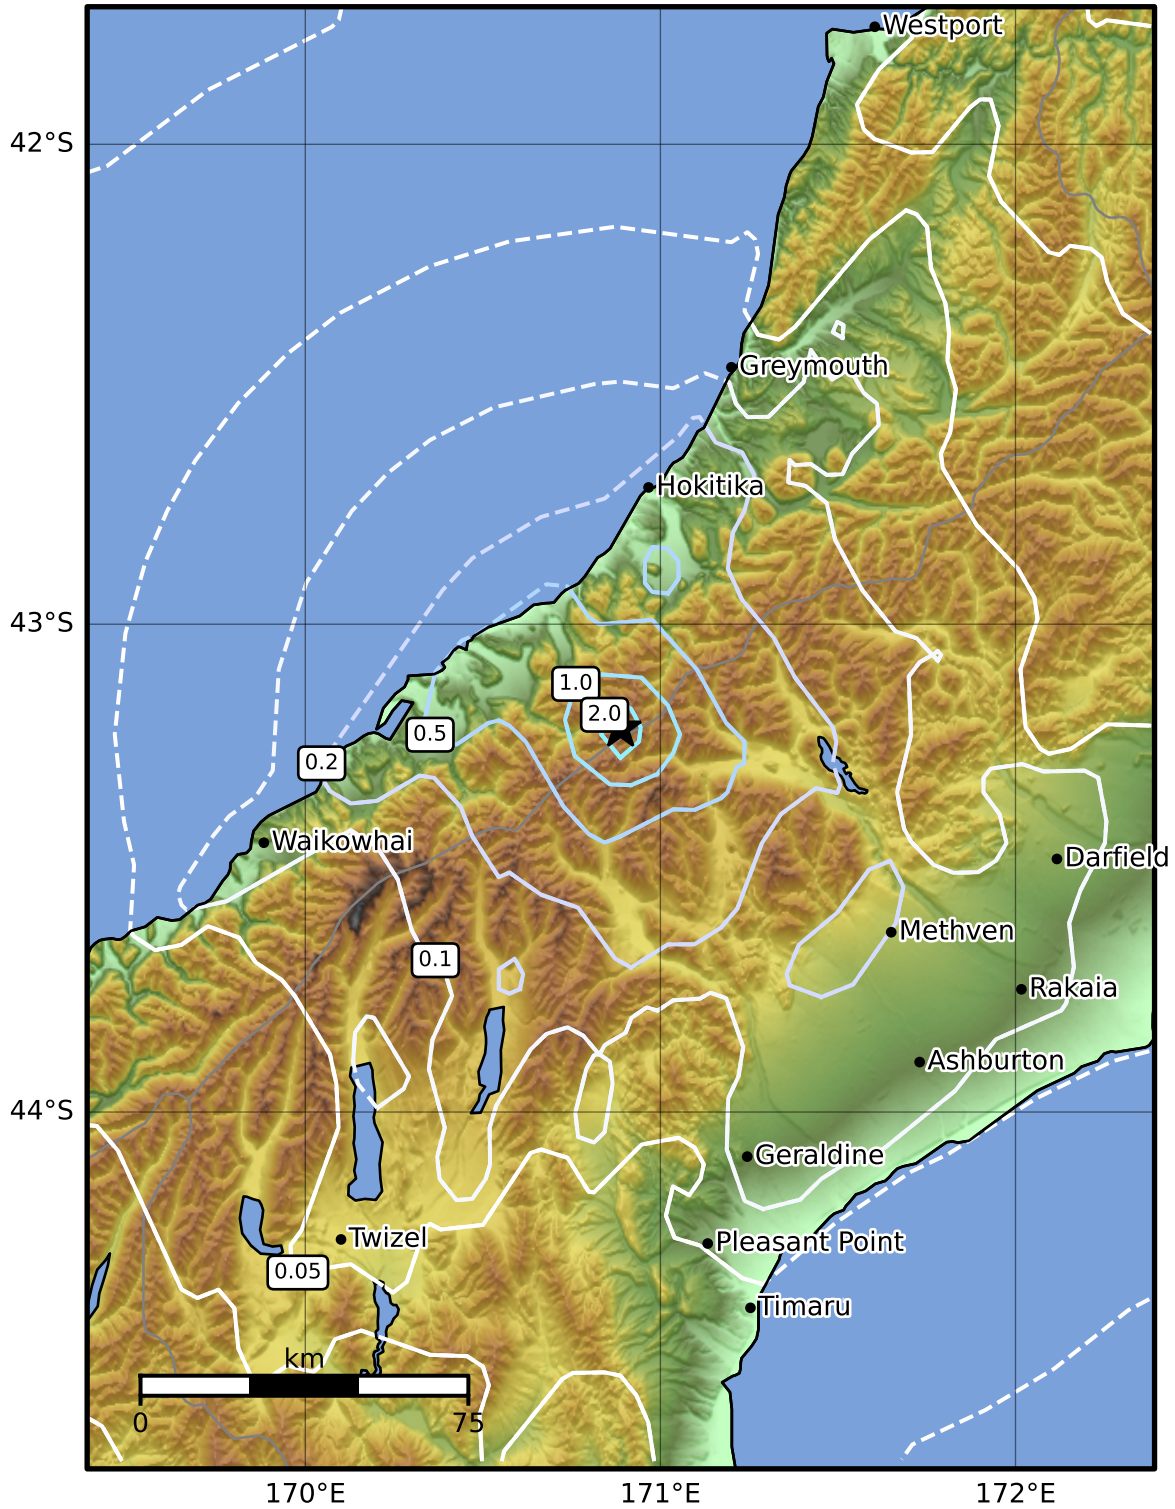 Westport
42°S
Greymouth
Hokitika
43°S
1.0
2.0
0.5
0.2
Waikowhai
Darfield
Methven
0.1
Rakaia
Ashburton
44°S
Geraldine
Twizel
Pleasant Point
0.05
Timaru
km
0 75
170°E 171°E 172°E